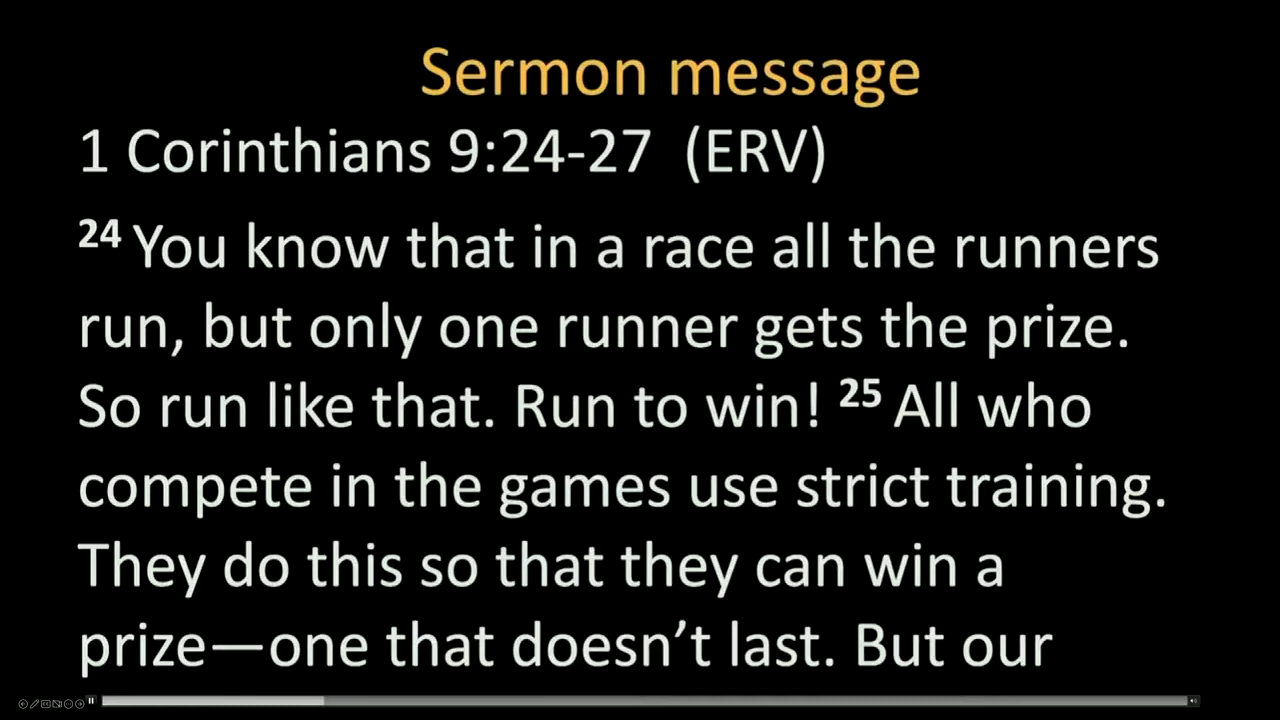 Sermon message
1 Corinthians 9:24-27 (ERV)
24 You know that in a race all the runners
run, but only one runner gets the prize.
So run like that. Run to win! 25 All who
compete in the games use strict training.
They do this so that they can win a
prize—one that doesn’t last. But our